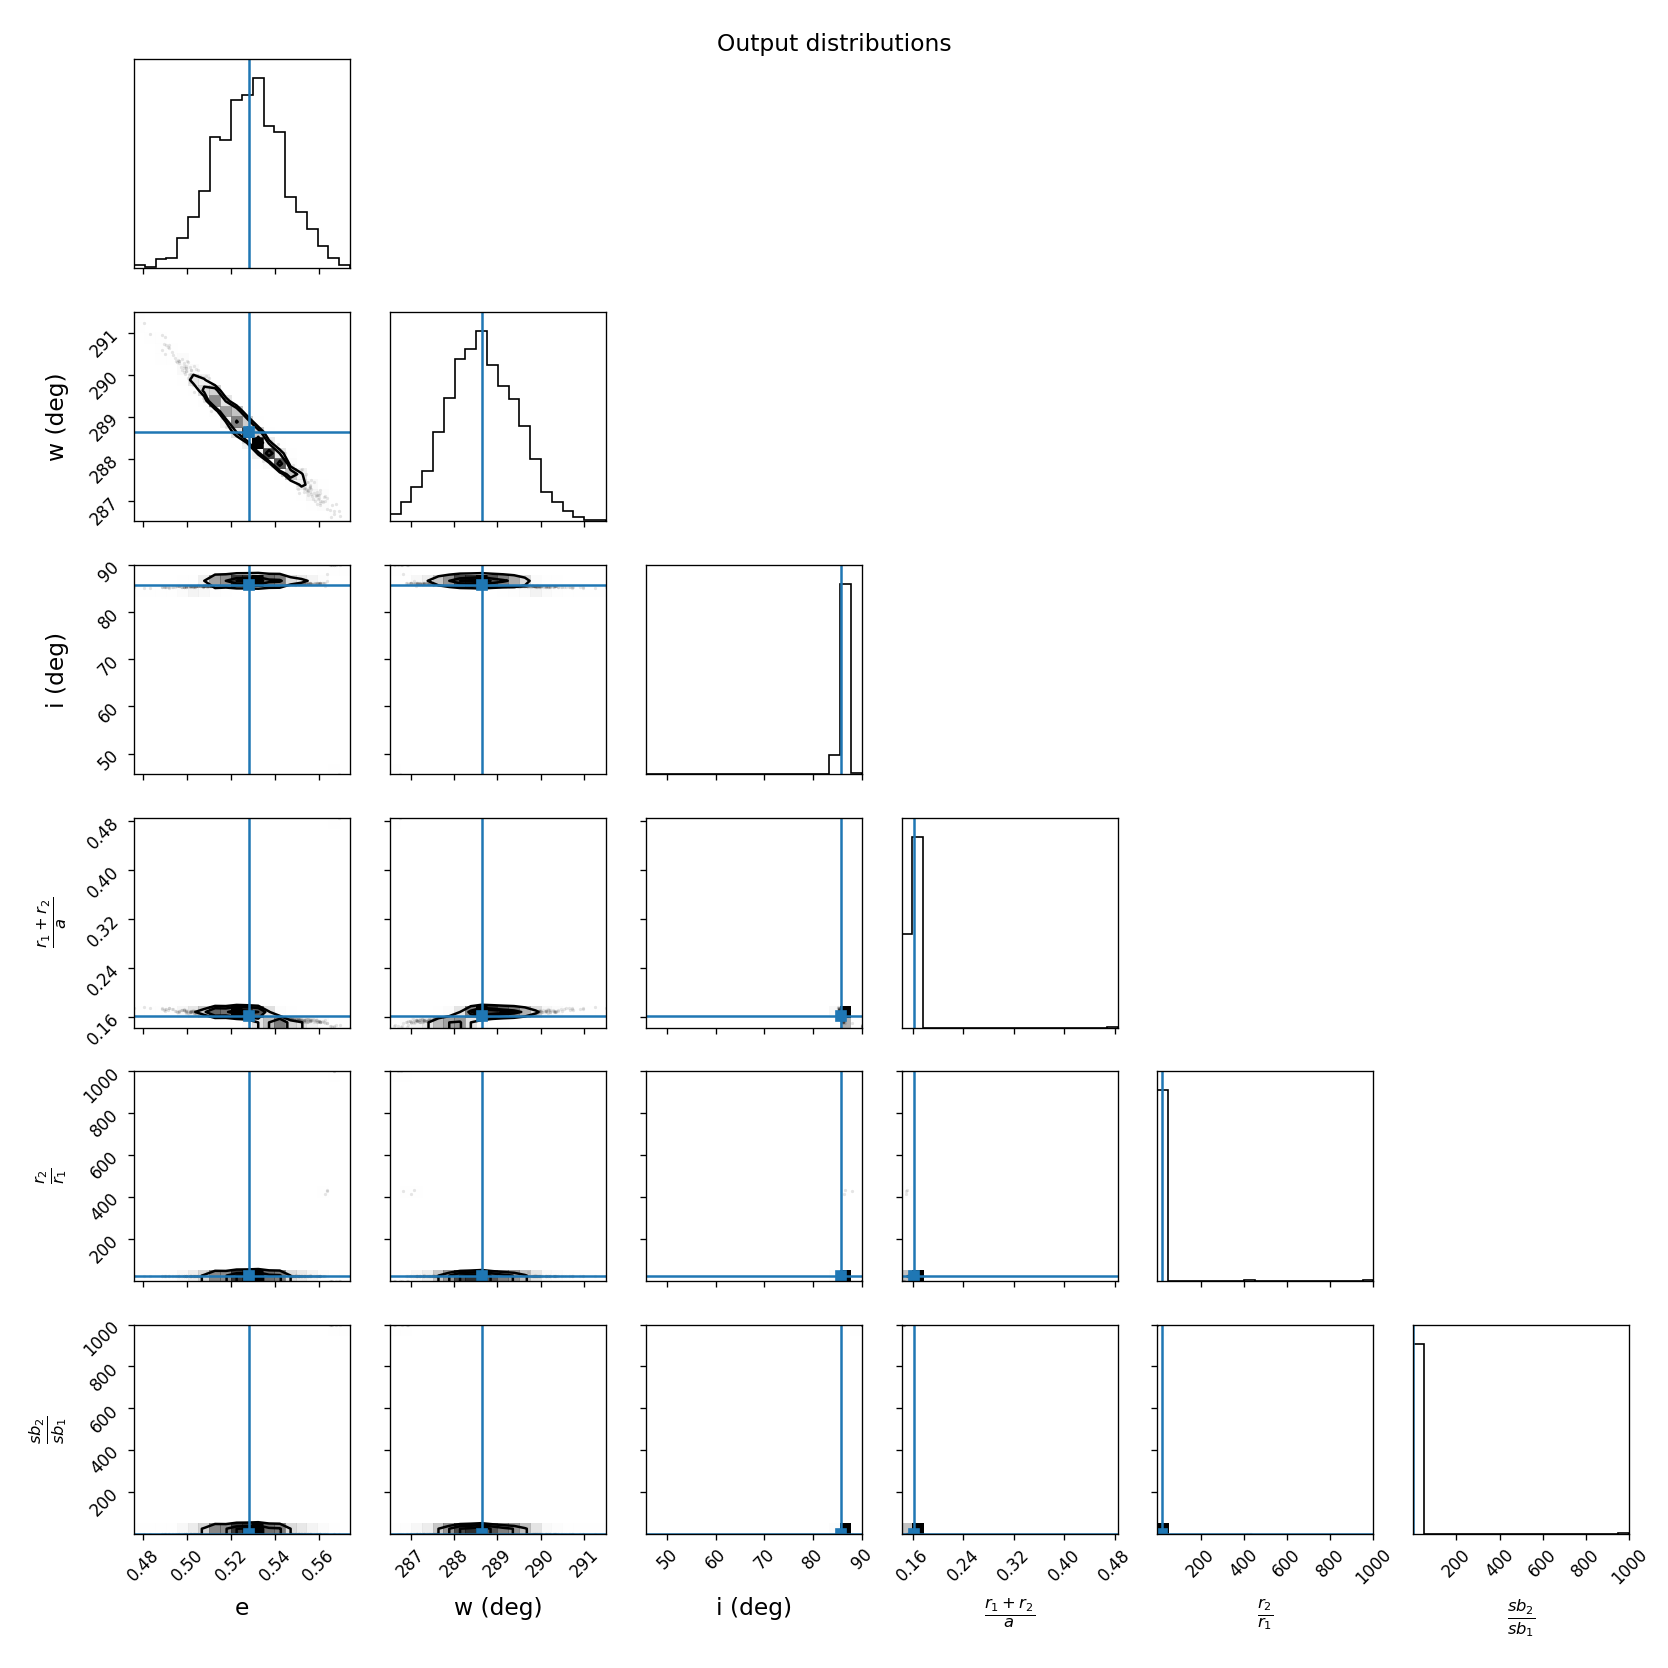 Output distributions
w (deg)
291
290
289
288
287
i (deg)
90
80
70
60
50
r₁ + r₂
a
0.48
0.40
0.32
0.24
0.16
r₂
r₁
1000
800
600
400
200
sb₂
sb₁
1000
800
600
400
200
0.48 0.50 0.52 0.54 0.56 287 288 289 290 291 50 60 70 80 90 0.16 0.24 0.32 0.40 0.48 200 400 600 800 1000 200 400 600 800 1000
e w (deg) i (deg)
r₁ + r₂
a
r₂
r₁
sb₂
sb₁